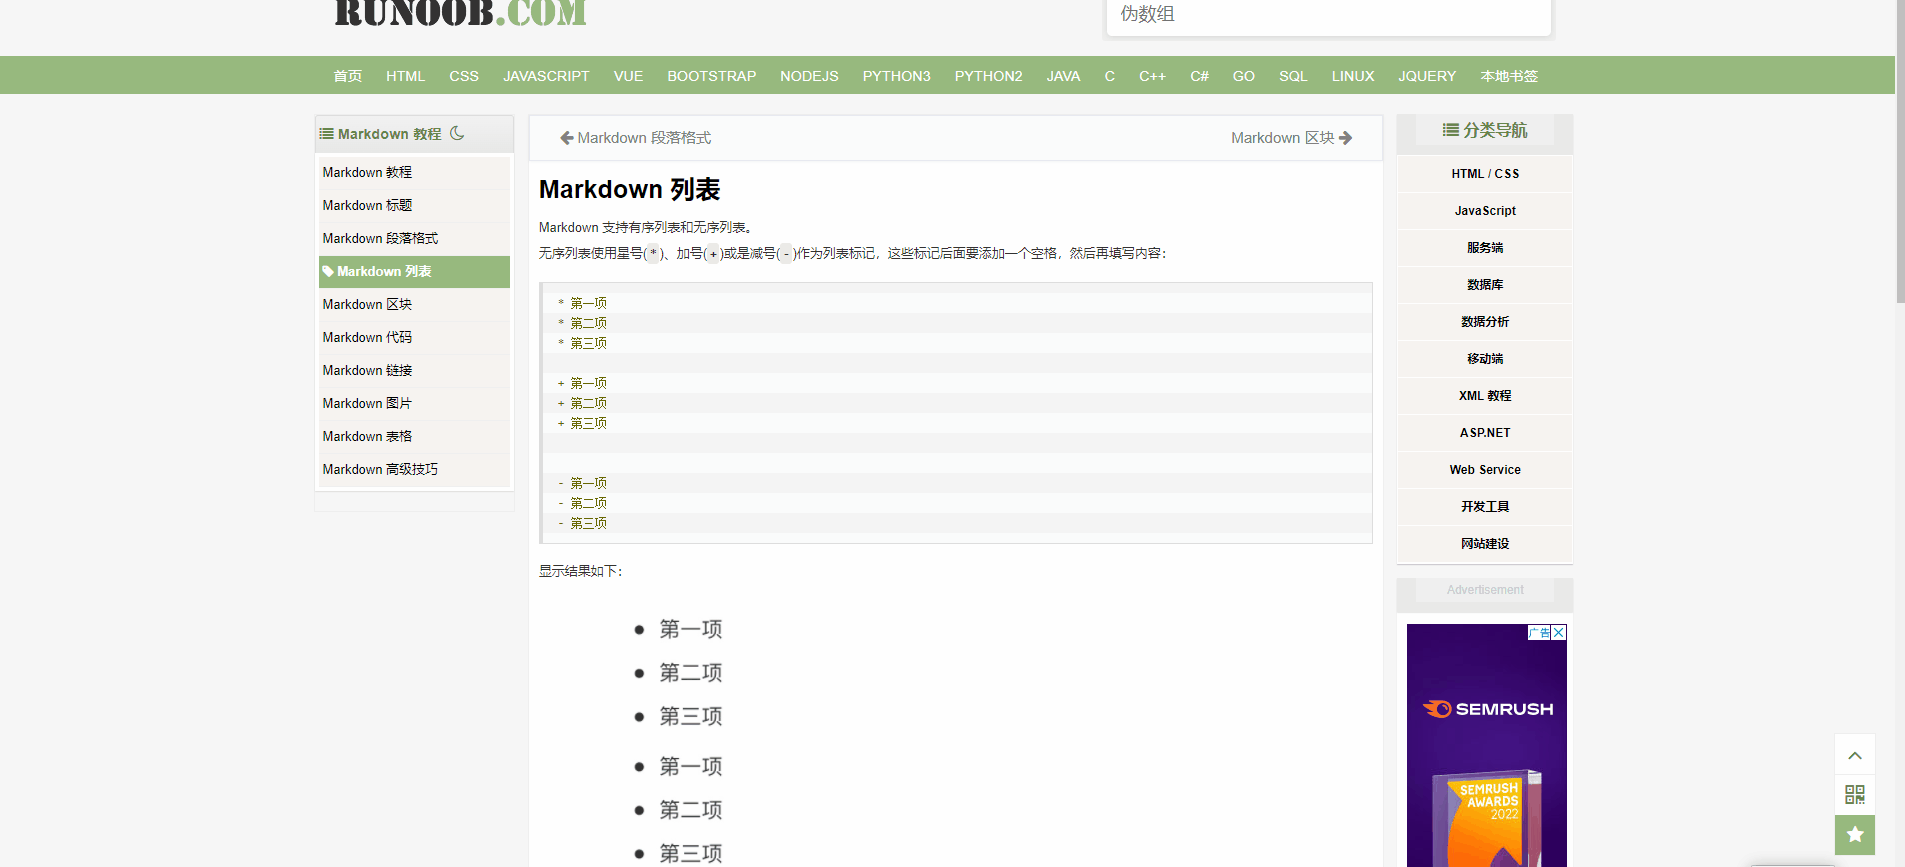 RUNOOB.COM
伪数组
首页 HTML CSS JAVASCRIPT VUE BOOTSTRAP NODEJS PYTHON3 PYTHON2 JAVA C C++ C# GO SQL LINUX JQUERY 本地书签
Markdown 教程
Markdown 教程
Markdown 标题
Markdown 段落格式
Markdown 列表
Markdown 区块
Markdown 代码
Markdown 链接
Markdown 图片
Markdown 表格
Markdown 高级技巧
Markdown 段落格式
Markdown 区块
Markdown 列表
Markdown 支持有序列表和无序列表。
无序列表使用星号(*)、加号(+)或是减号(-)作为列表标记，这些标记后面要添加一个空格，然后再填写内容：
* 第一项
* 第二项
* 第三项
+ 第一项
+ 第二项
+ 第三项
- 第一项
- 第二项
- 第三项
显示结果如下：
• 第一项
• 第二项
• 第三项
• 第一项
• 第二项
• 第三项
分类导航
HTML / CSS
JavaScript
服务端
数据库
数据分析
移动端
XML 教程
ASP.NET
Web Service
开发工具
网站建设
Advertisement
广告
SEMRUSH
SEMRUSH
AWARDS
2022